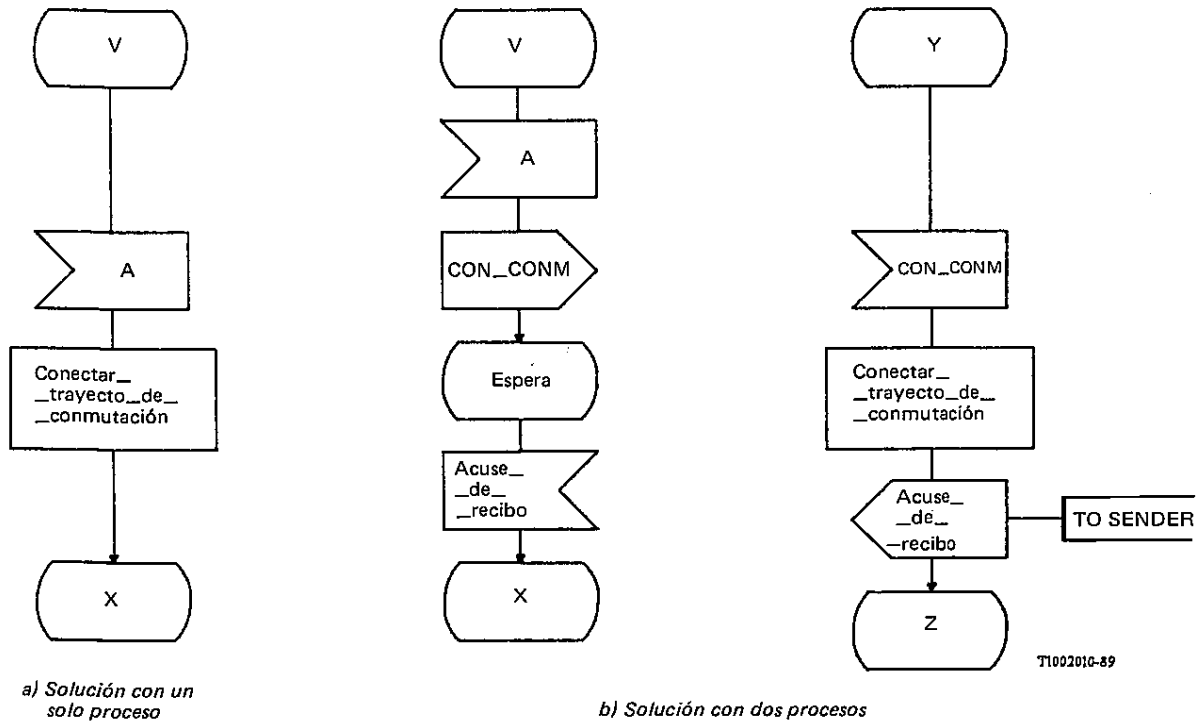 V
A
Conectar_
_trayecto_de_
_conmutación
X
a) Solución con un
solo proceso
V
A
CON_CONM
Espera
Acuse_
_de_
_recibo
X
Y
CON_CONM
Conectar_
_trayecto_de_
_conmutación
Acuse_
_de_
_recibo
TO SENDER
Z
T1002010-89
b) Solución con dos procesos